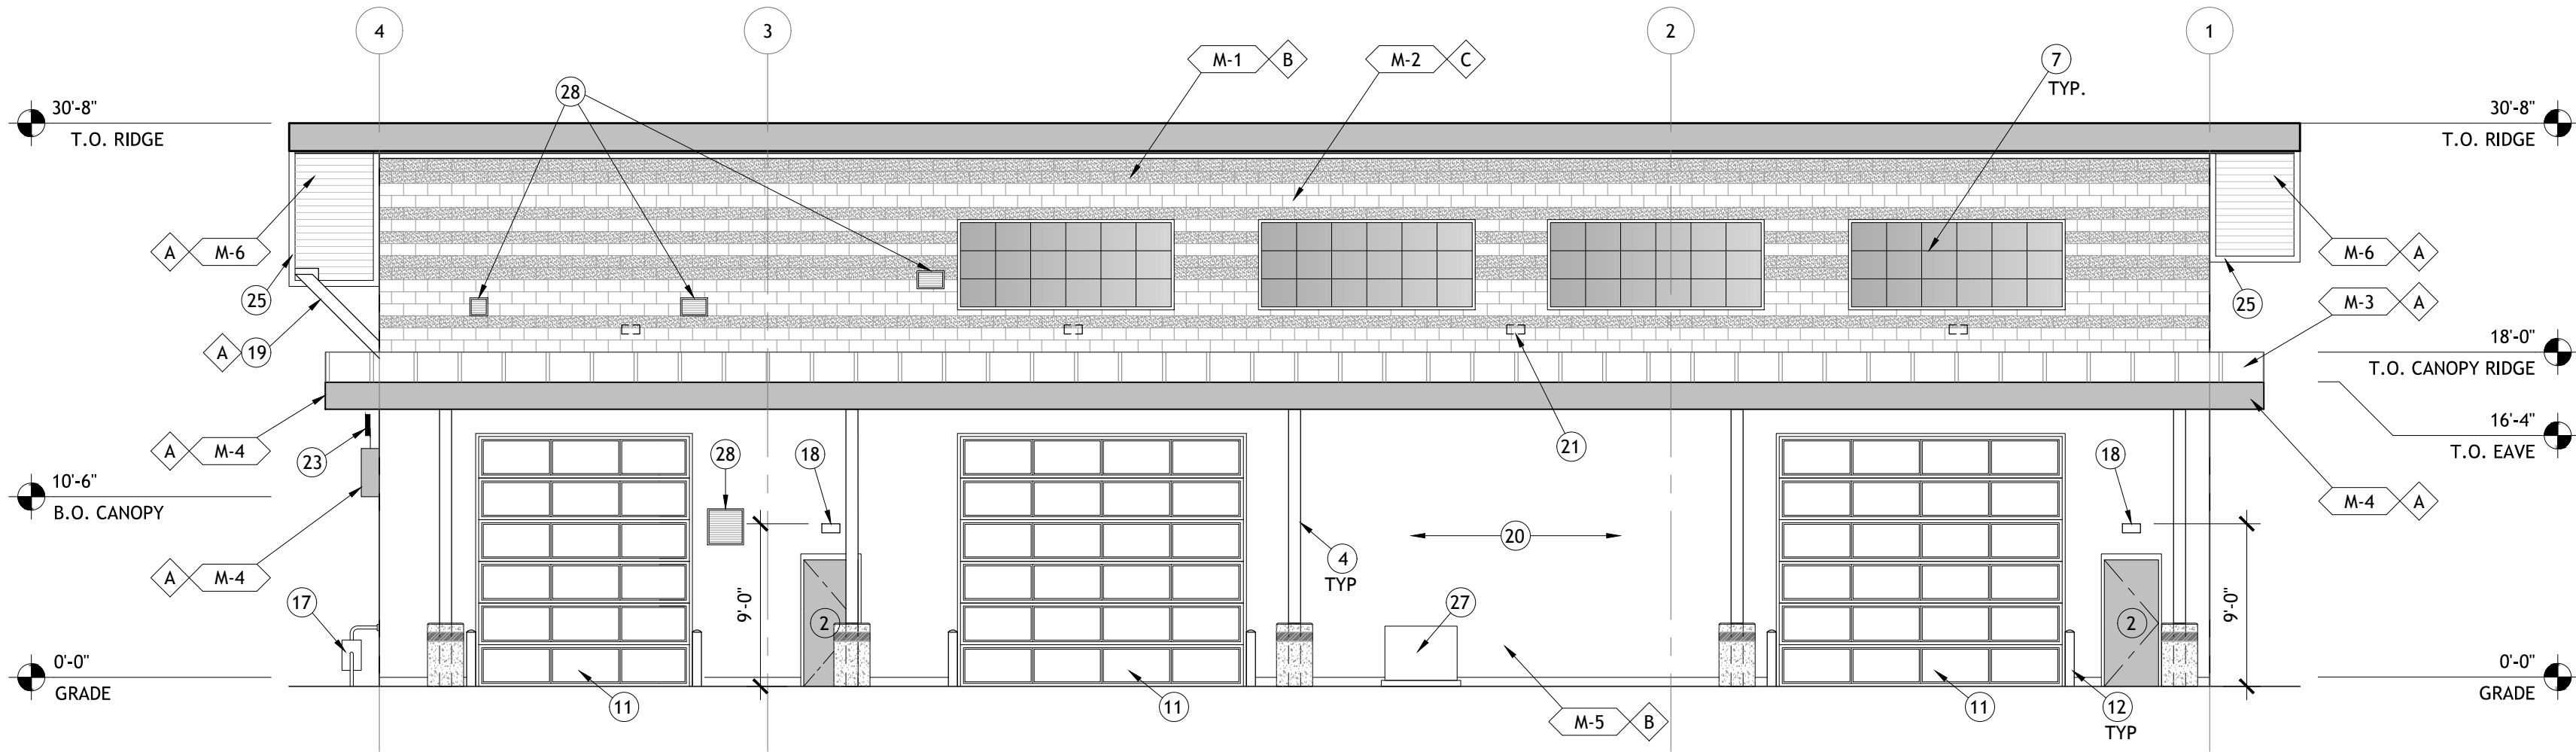 4
3
2
1
M-1 B
M-2 C
7
TYP.
28
30'-8"
T.O. RIDGE
30'-8"
T.O. RIDGE
A M-6
25
A 19
M-6 A
25
M-3 A
18'-0"
T.O. CANOPY RIDGE
16'-4"
T.O. EAVE
A M-4
23
28
18
21
18
10'-6"
B.O. CANOPY
M-4 A
A M-4
20
4
TYP
17
9'-0"
2
27
2
9'-0"
0'-0"
GRADE
0'-0"
GRADE
11
11
M-5 B
11
12
TYP